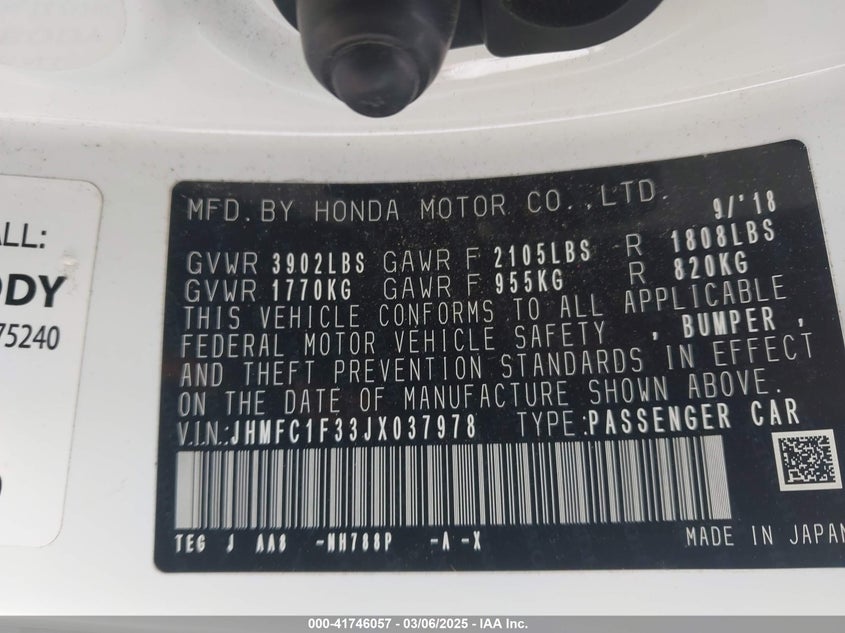 MFD. BY HONDA MOTOR CO., LTD. 9/'18
GVWR 3902LBS GAWR F 2105LBS R 1808LBS
GVWR 1770KG GAWR F 955KG R 820KG
THIS VEHICLE CONFORMS TO ALL APPLICABLE
FEDERAL MOTOR VEHICLE SAFETY , BUMPER ,
AND THEFT PREVENTION STANDARDS IN EFFECT
ON THE DATE OF MANUFACTURE SHOWN ABOVE.
V.I.N.: JHMFC1F33JX037978 TYPE: PASSENGER CAR
TEG J AA8 -NH788P -A -X
MADE IN JAPAN
ALL:
ODY
75240
000-41746057 - 03/06/2025 - IAA Inc.